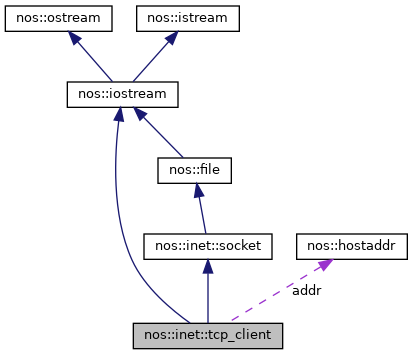 nos::ostream
nos::istream
nos::iostream
nos::file
nos::inet::socket
nos::hostaddr
addr
nos::inet::tcp_client